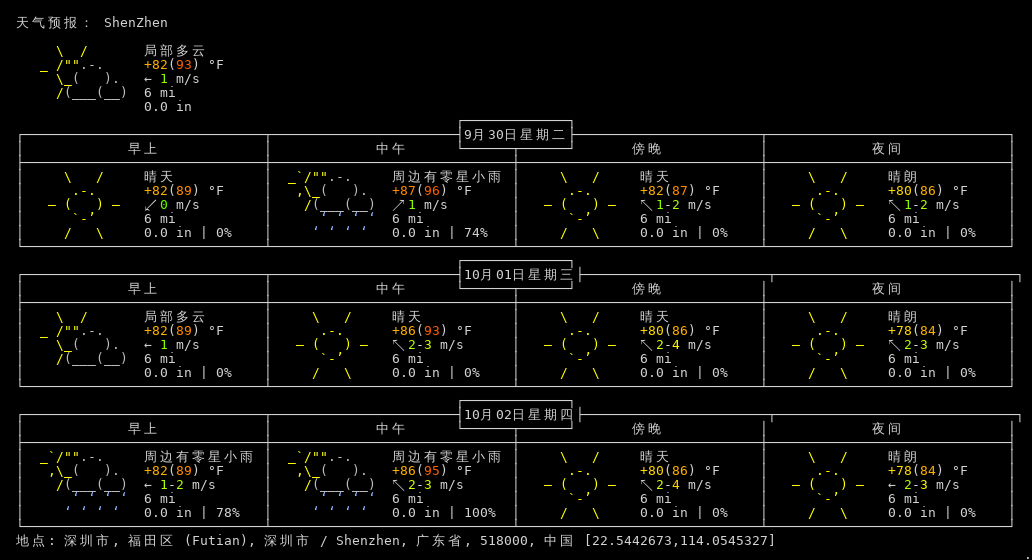 天气预报： ShenZhen
局部多云
+82(93) °F
← 1 m/s
6 mi
0.0 in
9月30日星期二
早上 中午 傍晚 夜间
晴天 周边有零星小雨 晴天 晴朗
+82(89) °F +87(96) °F +82(87) °F +80(86) °F
↙ 0 m/s ↗ 1 m/s ↖ 1-2 m/s ↖ 1-2 m/s
6 mi 6 mi 6 mi 6 mi
0.0 in | 0% 0.0 in | 74% 0.0 in | 0% 0.0 in | 0%
10月01日星期三
早上 中午 傍晚 夜间
局部多云 晴天 晴天 晴朗
+82(89) °F +86(93) °F +80(86) °F +78(84) °F
← 1 m/s ↖ 2-3 m/s ↖ 2-4 m/s ↖ 2-3 m/s
6 mi 6 mi 6 mi 6 mi
0.0 in | 0% 0.0 in | 0% 0.0 in | 0% 0.0 in | 0%
10月02日星期四
早上 中午 傍晚 夜间
周边有零星小雨 周边有零星小雨 晴天 晴朗
+82(89) °F +86(95) °F +80(86) °F +78(84) °F
← 1-2 m/s ↖ 2-3 m/s ↖ 2-4 m/s ← 2-3 m/s
6 mi 6 mi 6 mi 6 mi
0.0 in | 78% 0.0 in | 100% 0.0 in | 0% 0.0 in | 0%
地点: 深圳市, 福田区 (Futian), 深圳市 / Shenzhen, 广东省, 518000, 中国 [22.5442673,114.0545327]